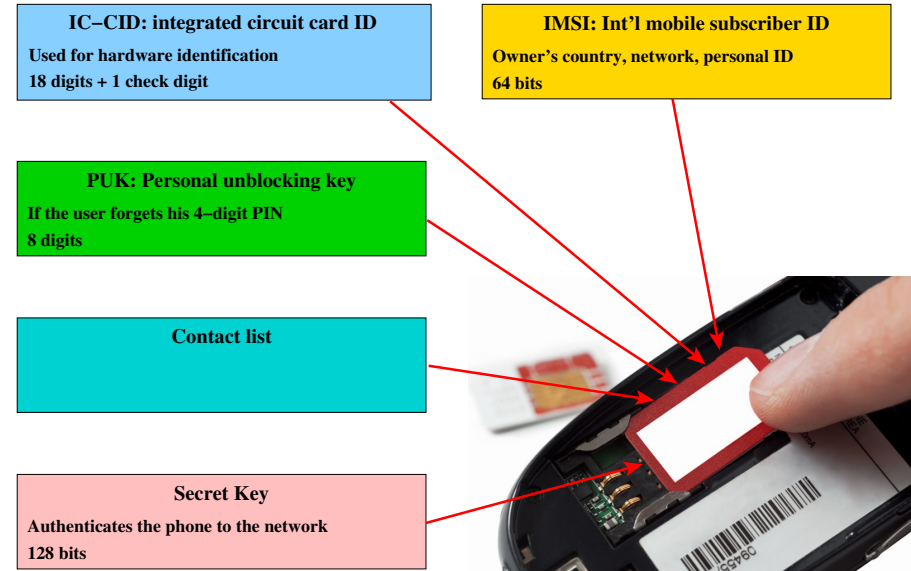 IC–CID: integrated circuit card ID
Used for hardware identification
18 digits + 1 check digit
IMSI: Int'l mobile subscriber ID
Owner's country, network, personal ID
64 bits
PUK: Personal unblocking key
If the user forgets his 4–digit PIN
8 digits
Contact list
Secret Key
Authenticates the phone to the network
128 bits